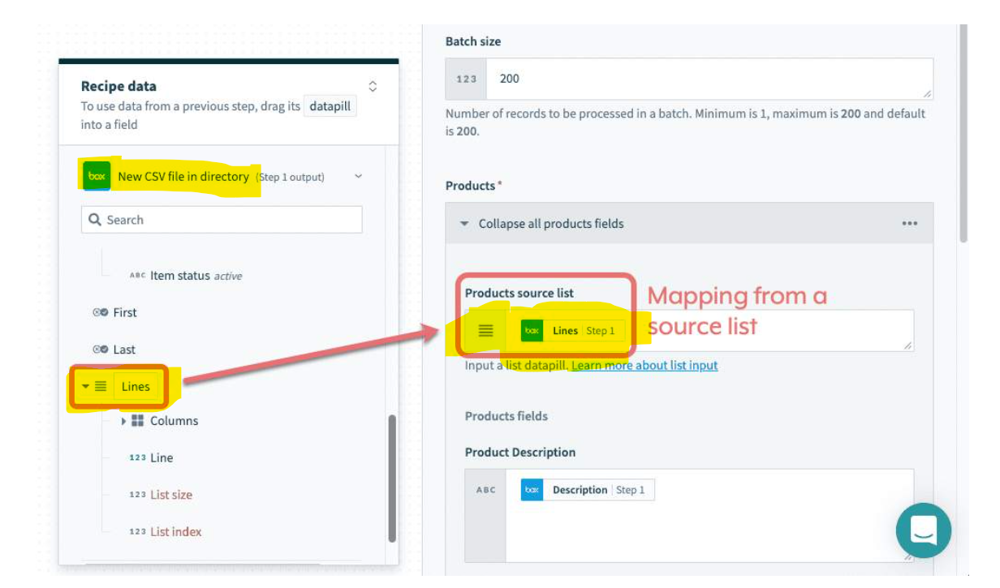 Recipe data
To use data from a previous step, drag its datapill
into a field
box New CSV file in directory (Step 1 output)
Search
ABC Item status active
First
Last
Lines
Columns
123 Line
123 List size
123 List index
Batch size
123 200
Number of records to be processed in a batch. Minimum is 1, maximum is 200 and default
is 200.
Products *
Collapse all products fields
Products source list
box Lines Step 1
Mapping from a
source list
Input a list datapill. Learn more about list input
Products fields
Product Description
ABC box Description Step 1